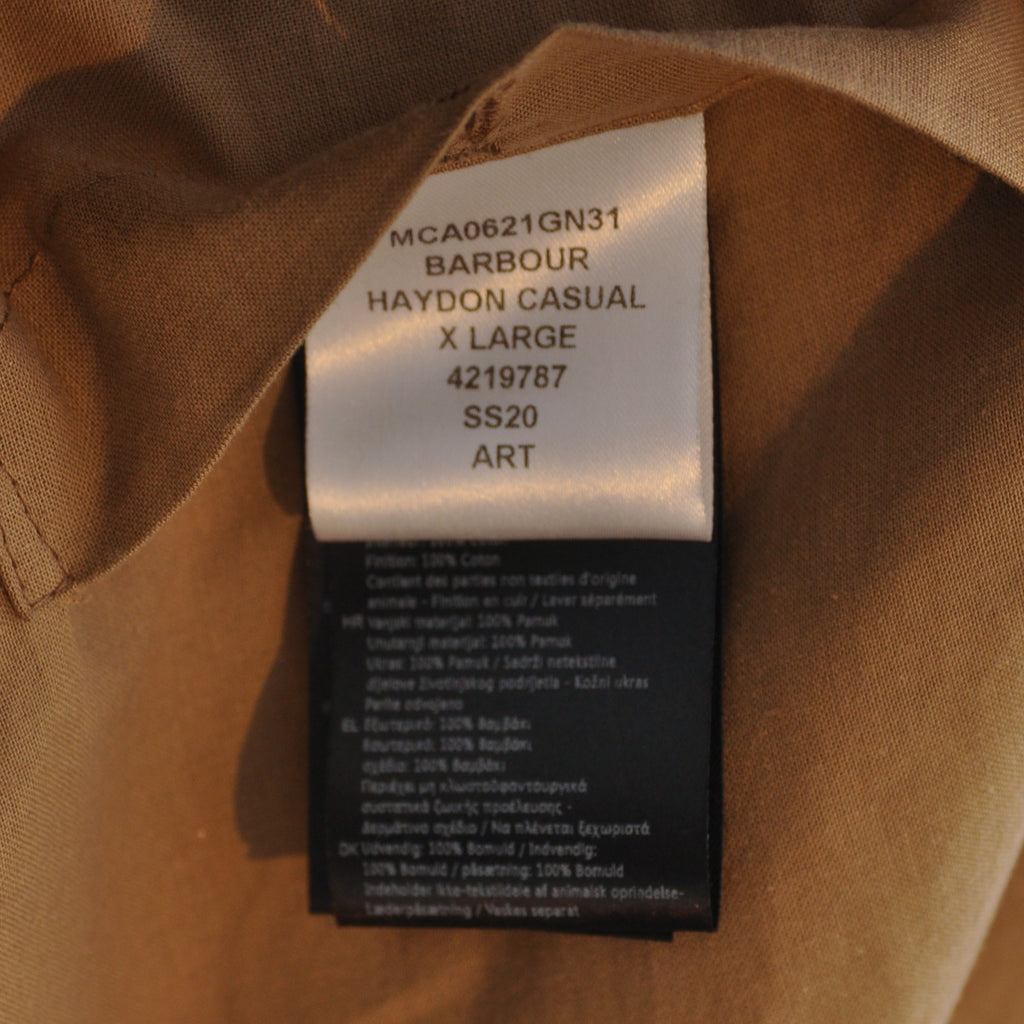 MCA0621GN31
BARBOUR
HAYDON CASUAL
X LARGE
4219787
SS20
ART
Finition: 100% Coton
Contient des parties non textiles d'origine
animale - Finition en cuir / Laver séparément
HR Vanjski materijal: 100% Pamuk
Unutarnji materijal: 100% Pamuk
Ukras: 100% Pamuk / Sadrži netekstilne
dijelove životinjskog podrijetla - Kožni ukras
Perite odvojeno
EL Εξωτερικό: 100% Βαμβάκι
Εσωτερικό: 100% Βαμβάκι
σχέδιο: 100% Βαμβάκι
Περιέχει μη κλωστοϋφαντουργικά
συστατικά ζωικής προέλευσης -
Δερμάτινο σχέδιο / Να πλένεται ξεχωριστά
DK Udvendig: 100% Bomuld / Indvendig:
100% Bomuld / påsætning: 100% Bomuld
Indeholder ikke-tekstildele af animalsk oprindelse-
Læderpåsætning / Vaskes separat